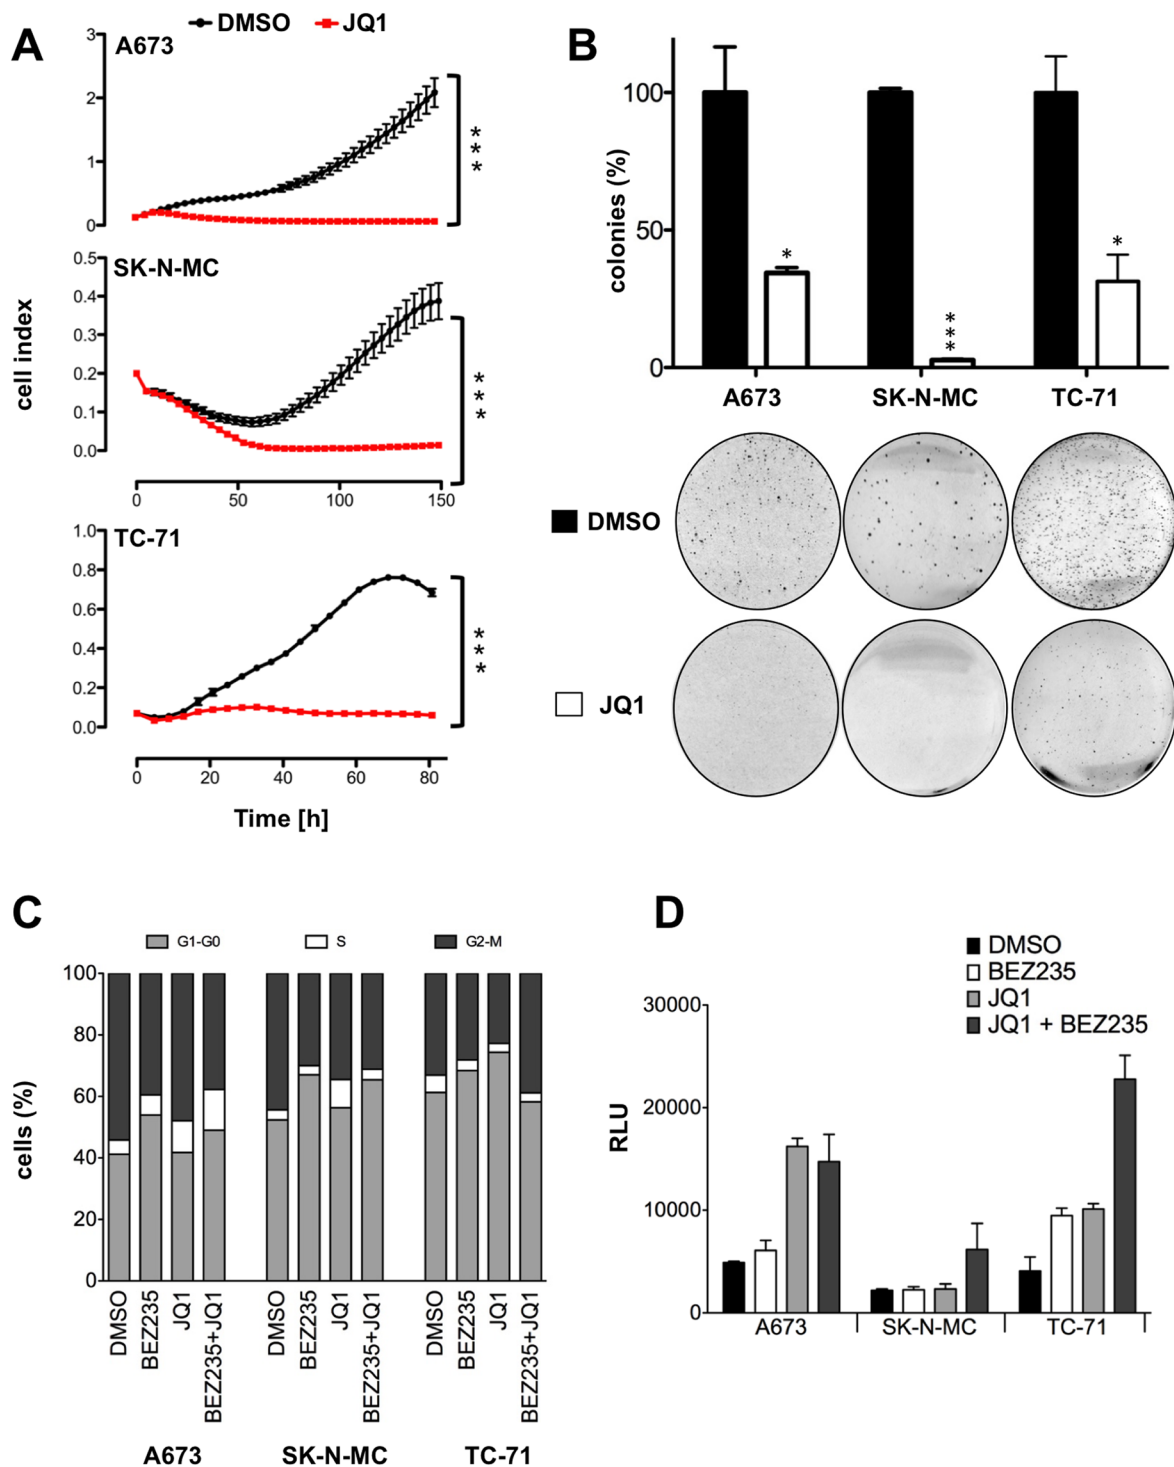 A
DMSO JQ1
A673
3
2
1
0
***
SK-N-MC
0.5
0.4
0.3
0.2
0.1
0.0
***
0 50 100 150
cell index
TC-71
1.0
0.8
0.6
0.4
0.2
0.0
***
0 20 40 60 80
Time [h]
B
colonies (%)
100
50
0
*
***
*
A673 SK-N-MC TC-71
DMSO
JQ1
C
G1-G0 S G2-M
cells (%)
100
80
60
40
20
0
DMSO BEZ235 JQ1 BEZ235+JQ1 DMSO BEZ235 JQ1 BEZ235+JQ1 DMSO BEZ235 JQ1 BEZ235+JQ1
A673 SK-N-MC TC-71
D
DMSO
BEZ235
JQ1
JQ1 + BEZ235
RLU
30000
20000
10000
0
A673 SK-N-MC TC-71